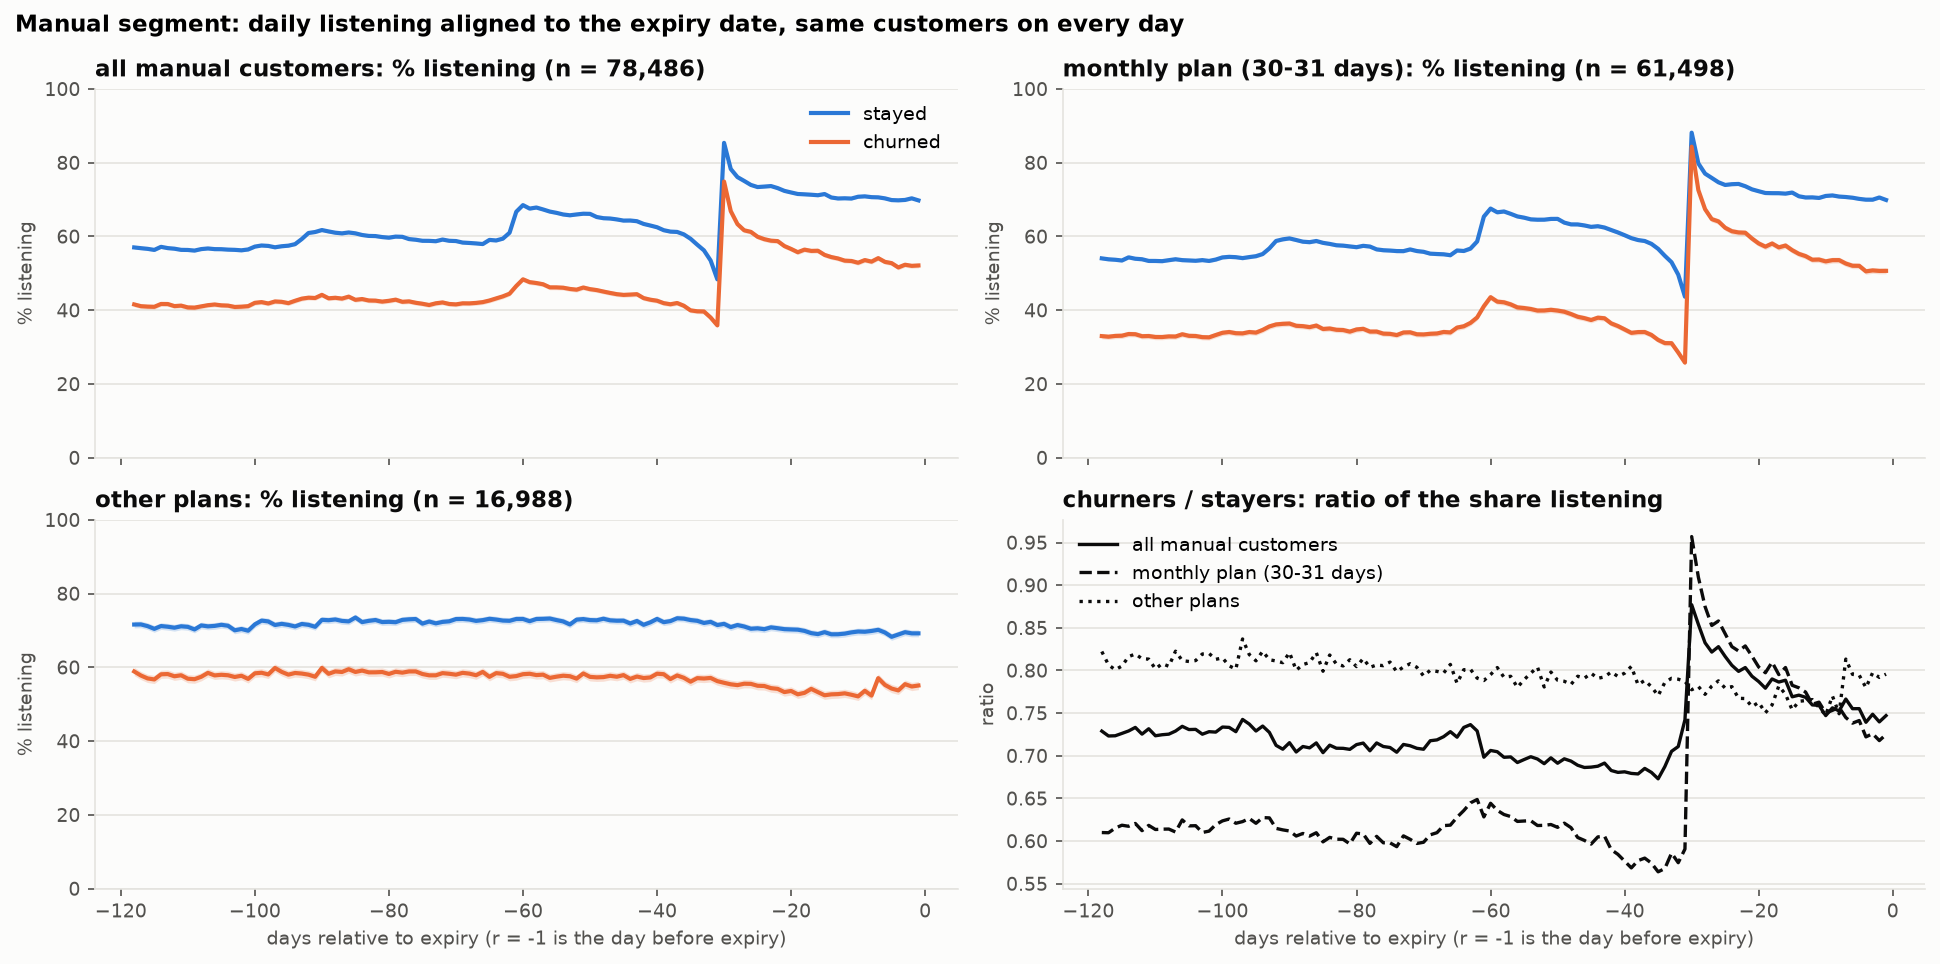 Manual segment: daily listening aligned to the expiry date, same customers on every day
all manual customers: % listening (n = 78,486)
% listening
100
80
60
40
20
0
stayed
churned
monthly plan (30-31 days): % listening (n = 61,498)
% listening
100
80
60
40
20
0
other plans: % listening (n = 16,988)
% listening
100
80
60
40
20
0
−120 −100 −80 −60 −40 −20 0
days relative to expiry (r = -1 is the day before expiry)
churners / stayers: ratio of the share listening
ratio
0.95
0.90
0.85
0.80
0.75
0.70
0.65
0.60
0.55
all manual customers
monthly plan (30-31 days)
other plans
−120 −100 −80 −60 −40 −20 0
days relative to expiry (r = -1 is the day before expiry)